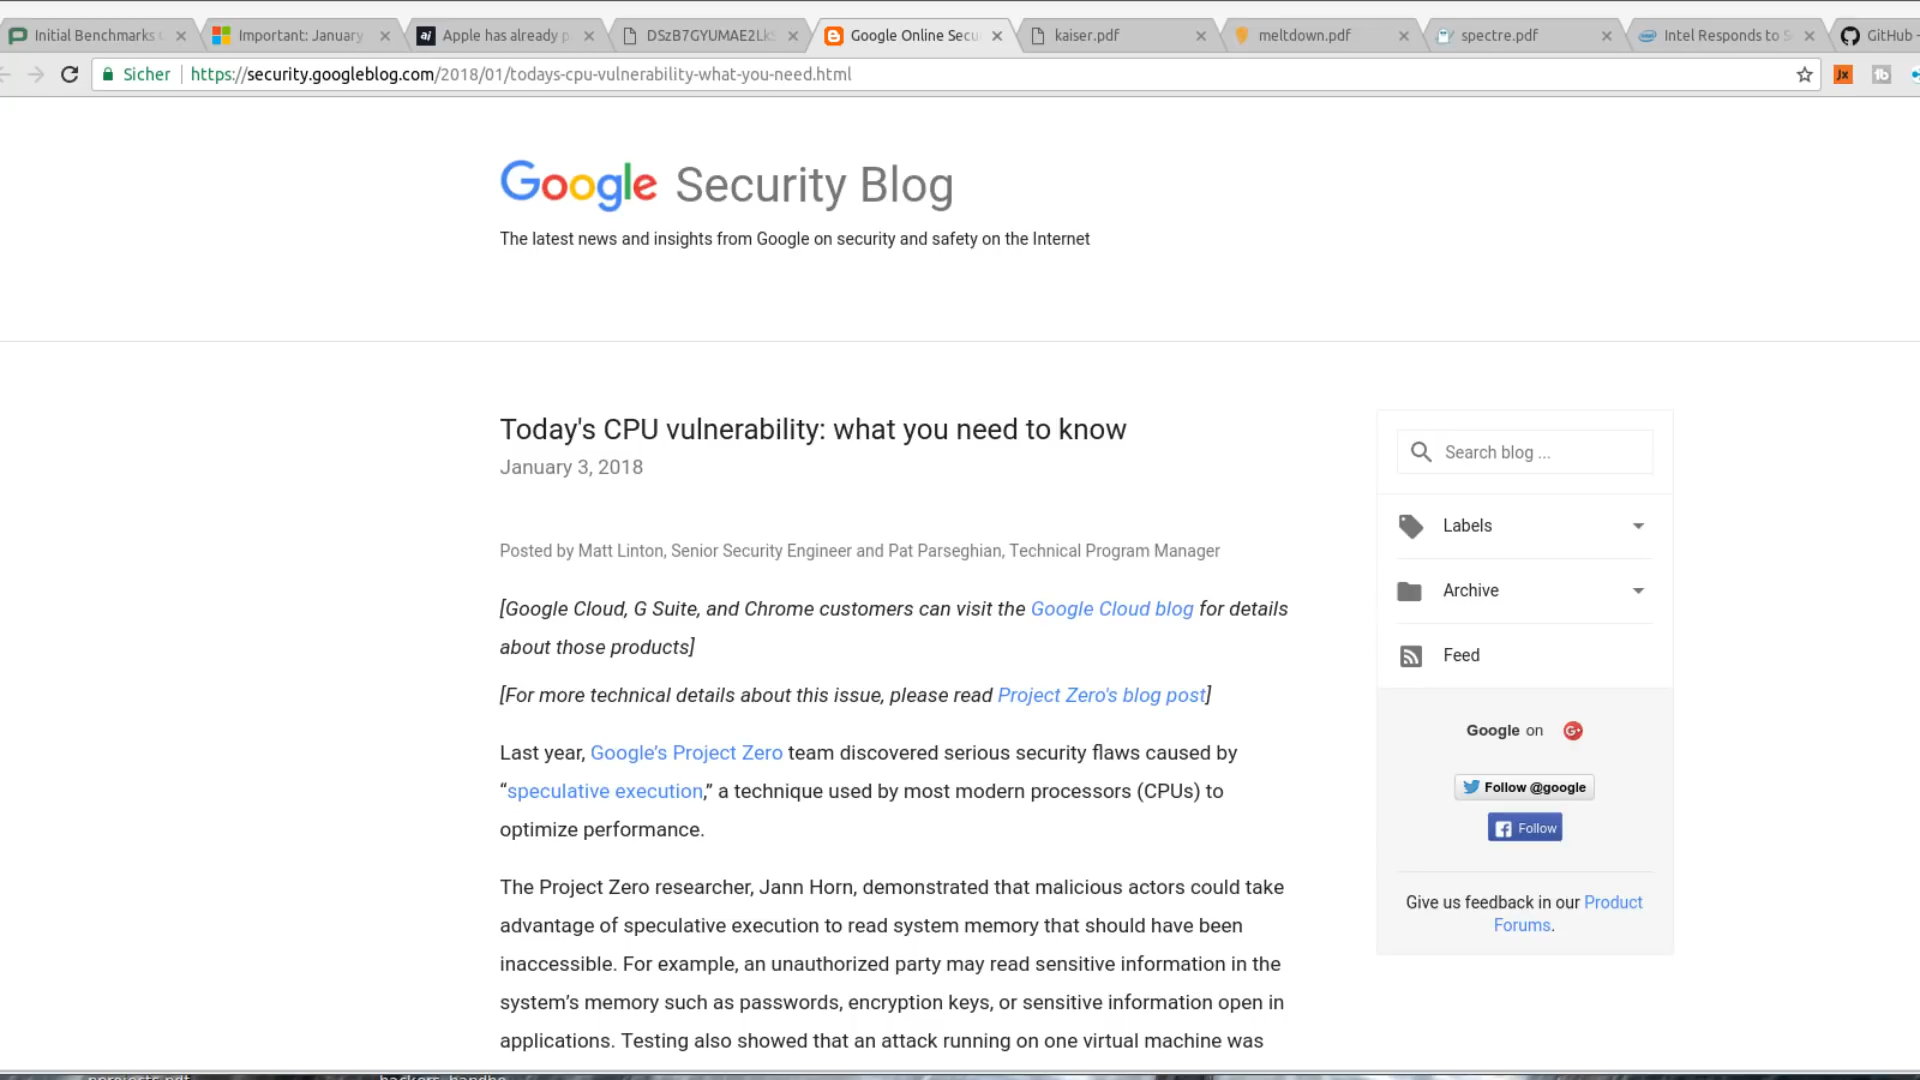 Initial Benchmarks
Important: January
Apple has already p
DSzB7GYUMAE2Lk
Google Online Secu
kaiser.pdf
meltdown.pdf
spectre.pdf
Intel Responds to S
GitHub -
Sicher
https://security.googleblog.com/2018/01/todays-cpu-vulnerability-what-you-need.html
Jx
Google Security Blog
The latest news and insights from Google on security and safety on the Internet
Today's CPU vulnerability: what you need to know
January 3, 2018
Posted by Matt Linton, Senior Security Engineer and Pat Parseghian, Technical Program Manager
[Google Cloud, G Suite, and Chrome customers can visit the Google Cloud blog for details
about those products]
[For more technical details about this issue, please read Project Zero's blog post]
Last year, Google’s Project Zero team discovered serious security flaws caused by
“speculative execution,” a technique used by most modern processors (CPUs) to
optimize performance.
The Project Zero researcher, Jann Horn, demonstrated that malicious actors could take
advantage of speculative execution to read system memory that should have been
inaccessible. For example, an unauthorized party may read sensitive information in the
system’s memory such as passwords, encryption keys, or sensitive information open in
applications. Testing also showed that an attack running on one virtual machine was
Search blog ...
Labels
Archive
Feed
Google on G+
Follow @google
Follow
Give us feedback in our Product
Forums.